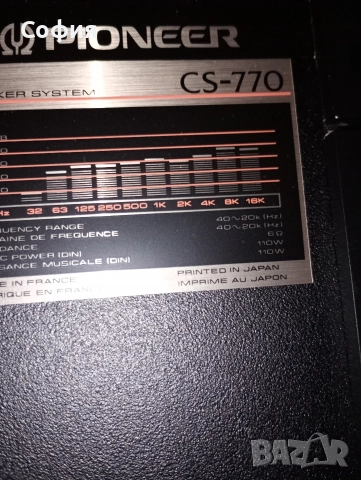 София
PIONEER
KER SYSTEM CS-770
Hz 32 63 125 250 500 1K 2K 4K 8K 16K
QUENCY RANGE 40~20k (Hz)
AINE DE FREQUENCE 40~20k (Hz)
DANCE 6Ω
C POWER (DIN) 110W
SSANCE MUSICALE (DIN) 110W
PRINTED IN JAPAN
E IN FRANCE IMPRIME AU JAPON
RIQUE EN FRANCE
BAZAR